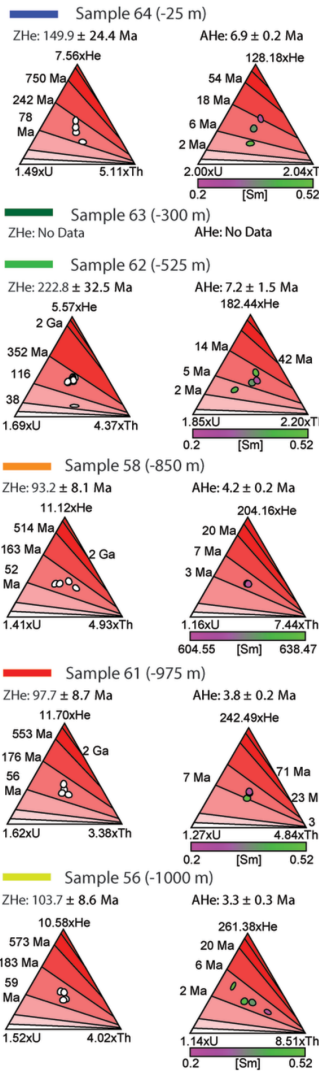 Sample 64 (-25 m)
ZHe: 149.9 ± 24.4 Ma AHe: 6.9 ± 0.2 Ma
7.56xHe 128.18xHe
750 Ma 54 Ma
242 Ma 18 Ma
78 Ma 6 Ma
2 Ma
1.49xU 5.11xTh 2.00xU 2.04xT
0.2 [Sm] 0.52
Sample 63 (-300 m)
ZHe: No Data AHe: No Data
Sample 62 (-525 m)
ZHe: 222.8 ± 32.5 Ma AHe: 7.2 ± 1.5 Ma
5.57xHe 182.44xHe
2 Ga
352 Ma 14 Ma 42 Ma
116 5 Ma
38 2 Ma
1.69xU 4.37xTh 1.85xU 2.20xT
0.2 [Sm] 0.52
Sample 58 (-850 m)
ZHe: 93.2 ± 8.1 Ma AHe: 4.2 ± 0.2 Ma
11.12xHe 204.16xHe
514 Ma 20 Ma
163 Ma 2 Ga 7 Ma
52 Ma 3 Ma
1.41xU 4.93xTh 1.16xU 7.44xTh
604.55 [Sm] 638.47
Sample 61 (-975 m)
ZHe: 97.7 ± 8.7 Ma AHe: 3.8 ± 0.2 Ma
11.70xHe 242.49xHe
553 Ma 2 Ga
176 Ma 7 Ma 71 Ma
56 Ma 23 M
3
1.62xU 3.38xTh 1.27xU 4.84xTh
0.2 [Sm] 0.52
Sample 56 (-1000 m)
ZHe: 103.7 ± 8.6 Ma AHe: 3.3 ± 0.3 Ma
10.58xHe 261.38xHe
573 Ma 20 Ma
183 Ma 6 Ma
59 Ma 2 Ma
1.52xU 4.02xTh 1.14xU 8.51xTh
0.2 [Sm] 0.52